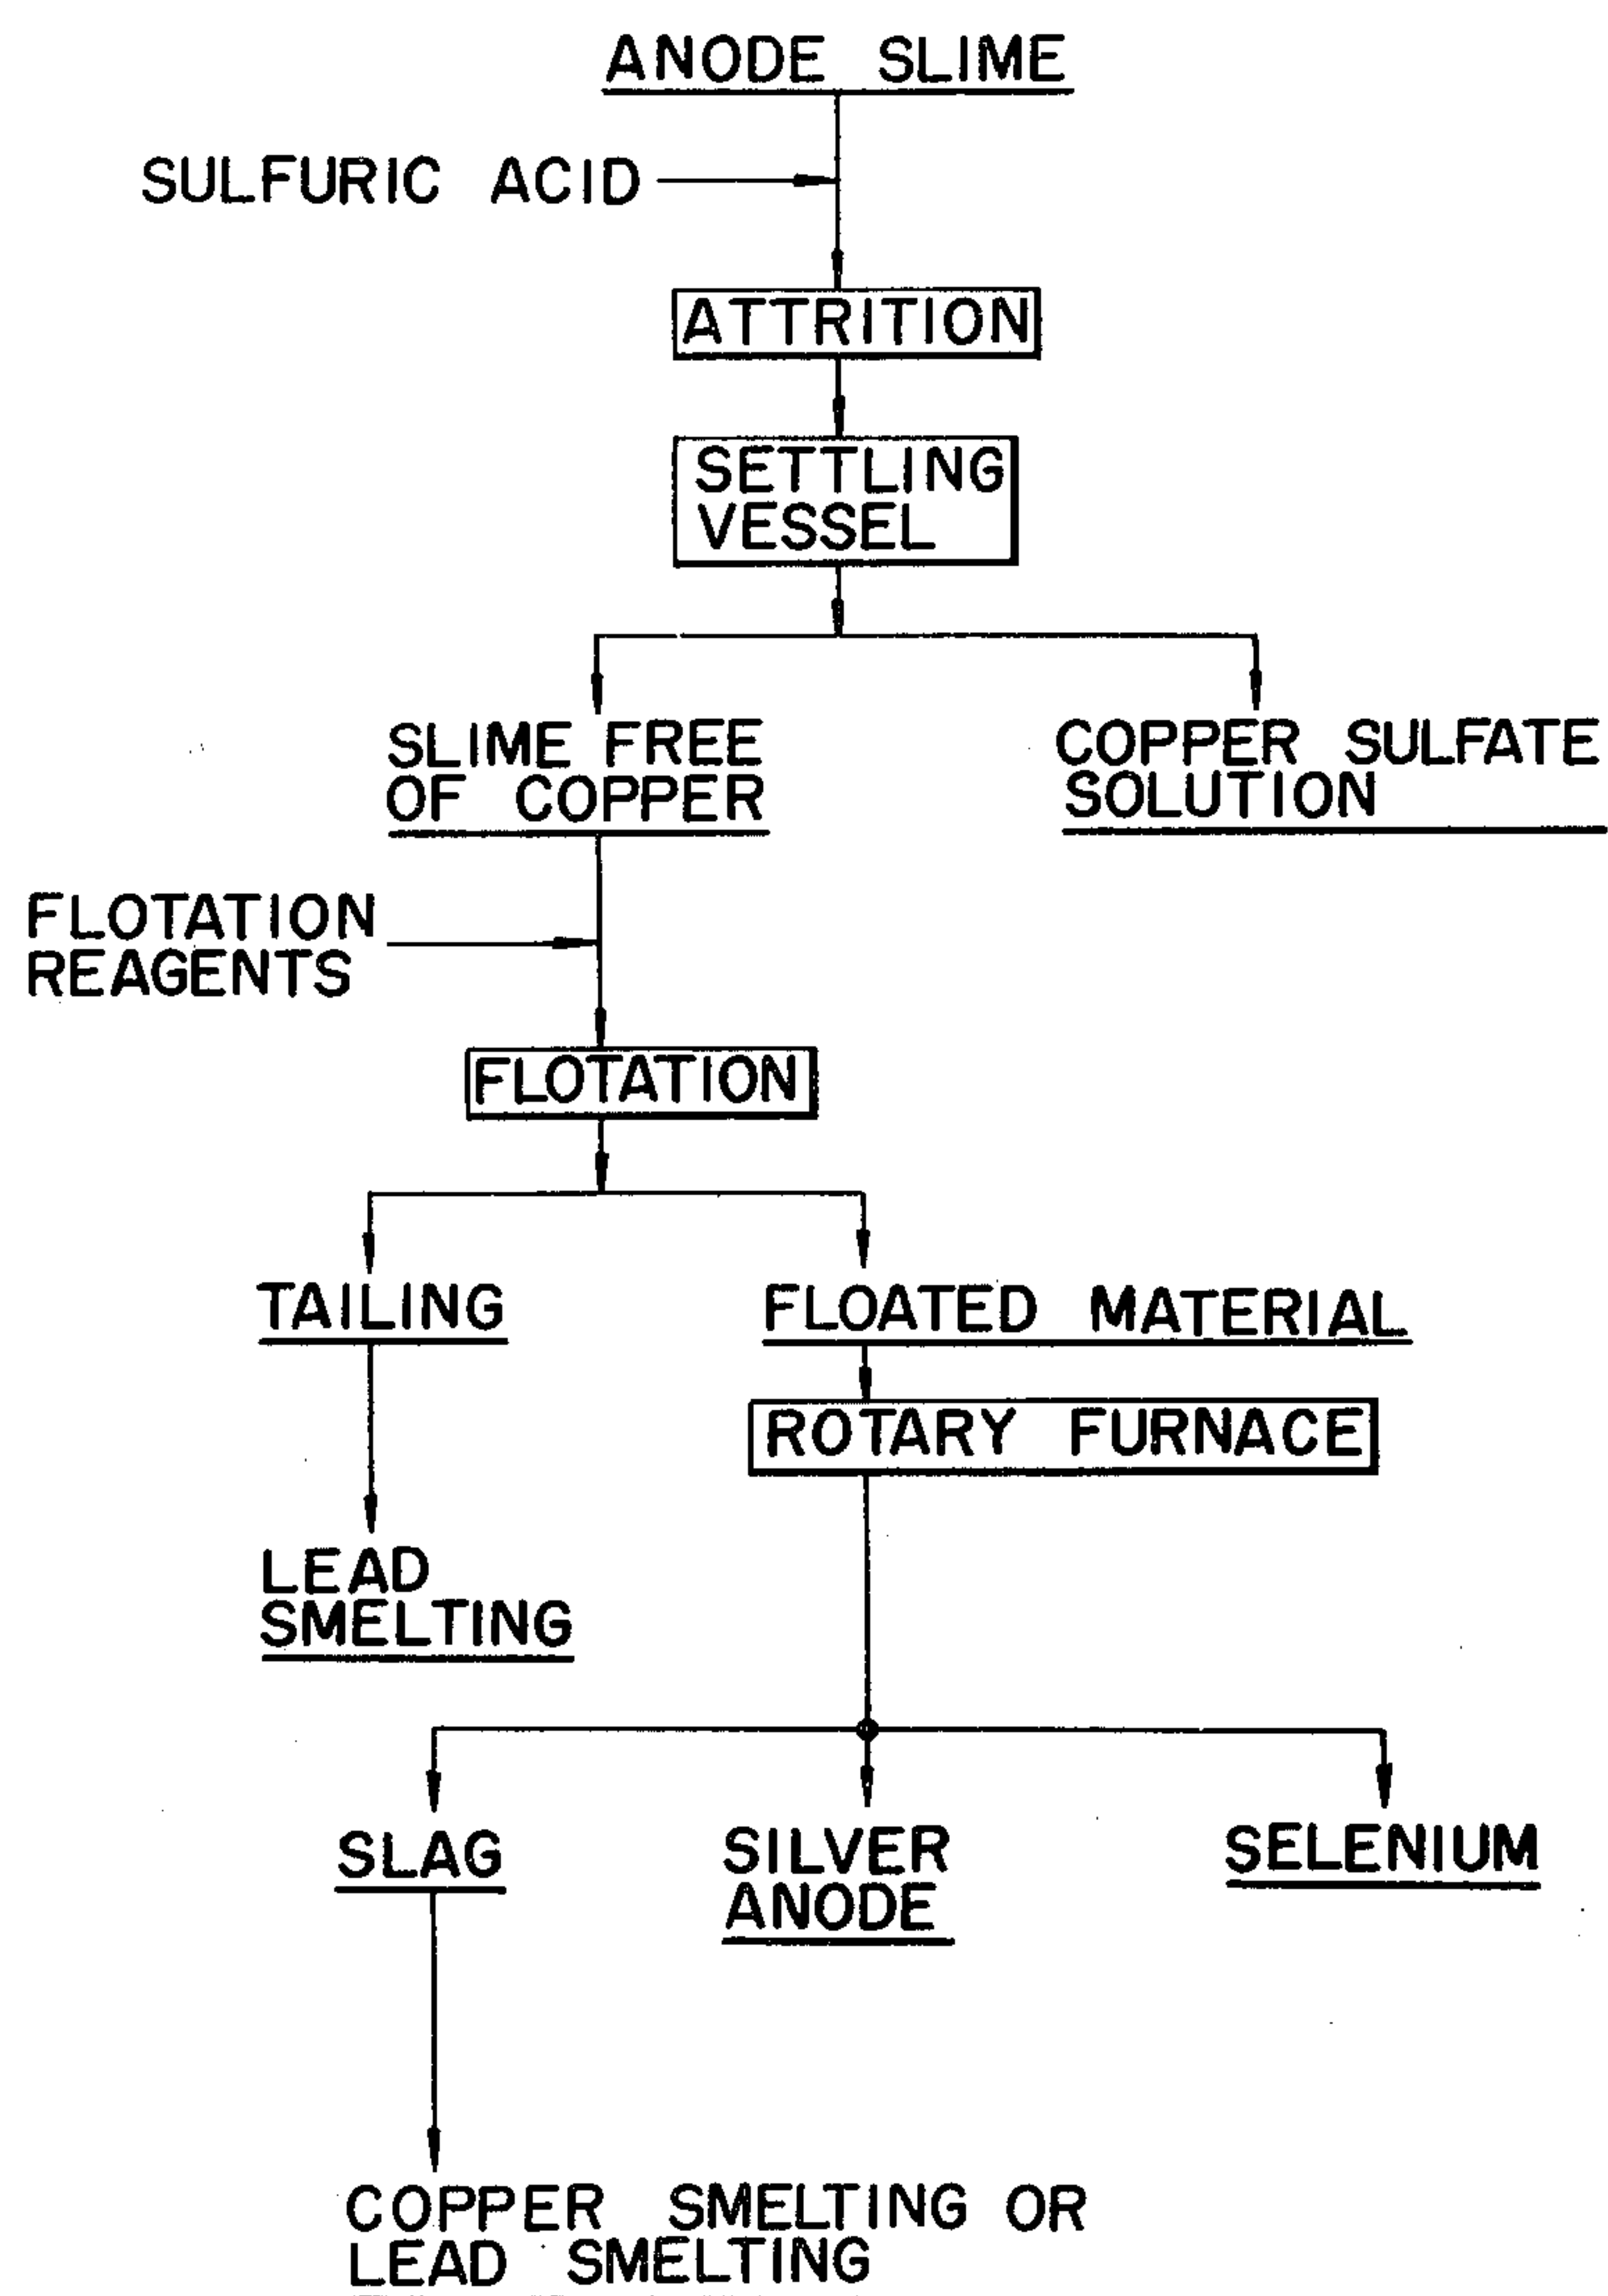 ANODE SLIME
SULFURIC ACID
ATTRITION
SETTLING
VESSEL
SLIME FREE
OF COPPER
COPPER SULFATE
SOLUTION
FLOTATION
REAGENTS
FLOTATION
TAILING
FLOATED MATERIAL
ROTARY FURNACE
LEAD
SMELTING
SLAG
SILVER
ANODE
SELENIUM
COPPER SMELTING OR
LEAD SMELTING